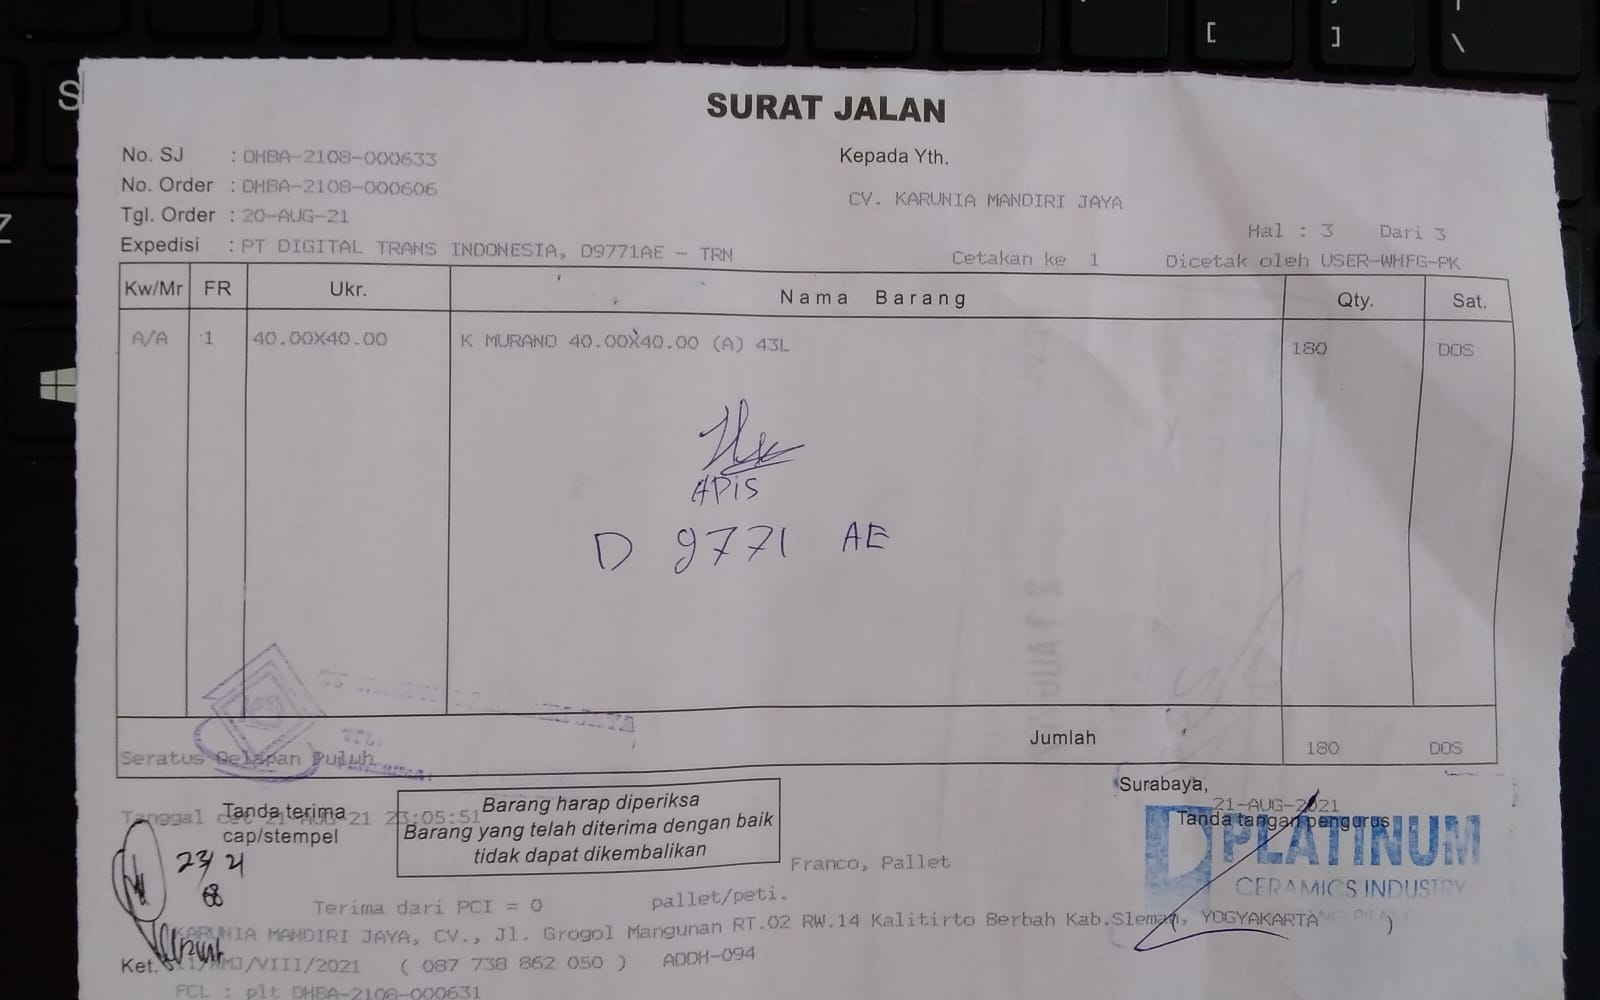 SURAT JALAN
No. SJ : DHBA-2108-000633
Kepada Yth.
No. Order : DHBA-2108-000606
CV. KARUNIA MANDIRI JAYA
Tgl. Order : 20-AUG-21
Hal : 3 Dari 3
Expedisi : PT DIGITAL TRANS INDONESIA, D9771AE - TRN
Cetakan ke 1 Dicetak oleh USER-WHFG-PK
Kw/Mr FR Ukr. Nama Barang Qty. Sat.
A/A 1 40.00X40.00 K MURANO 40.00X40.00 (A) 43L 180 DOS
APiS
D 9771 AE
Jumlah 180 DOS
Seratus Delapan Puluh
Surabaya,
21-AUG-2021
Tanda tangan pengurus
PLATINUM
CERAMICS INDUSTRY
Tanda terima
cap/stempel
Tanggal 21 23:05:51
Barang harap diperiksa
Barang yang telah diterima dengan baik
tidak dapat dikembalikan
23/21
Franco, Pallet
Terima dari PCI = 0 pallet/peti.
KARUNIA MANDIRI JAYA, CV., Jl. Grogol Mangunan RT.02 RW.14 Kalitirto Berbah Kab.Sleman, YOGYAKARTA )
Ket. /VIII/2021 ( 087 738 862 050 ) ADDH-094
FCL : plt DHBA-2108-000631